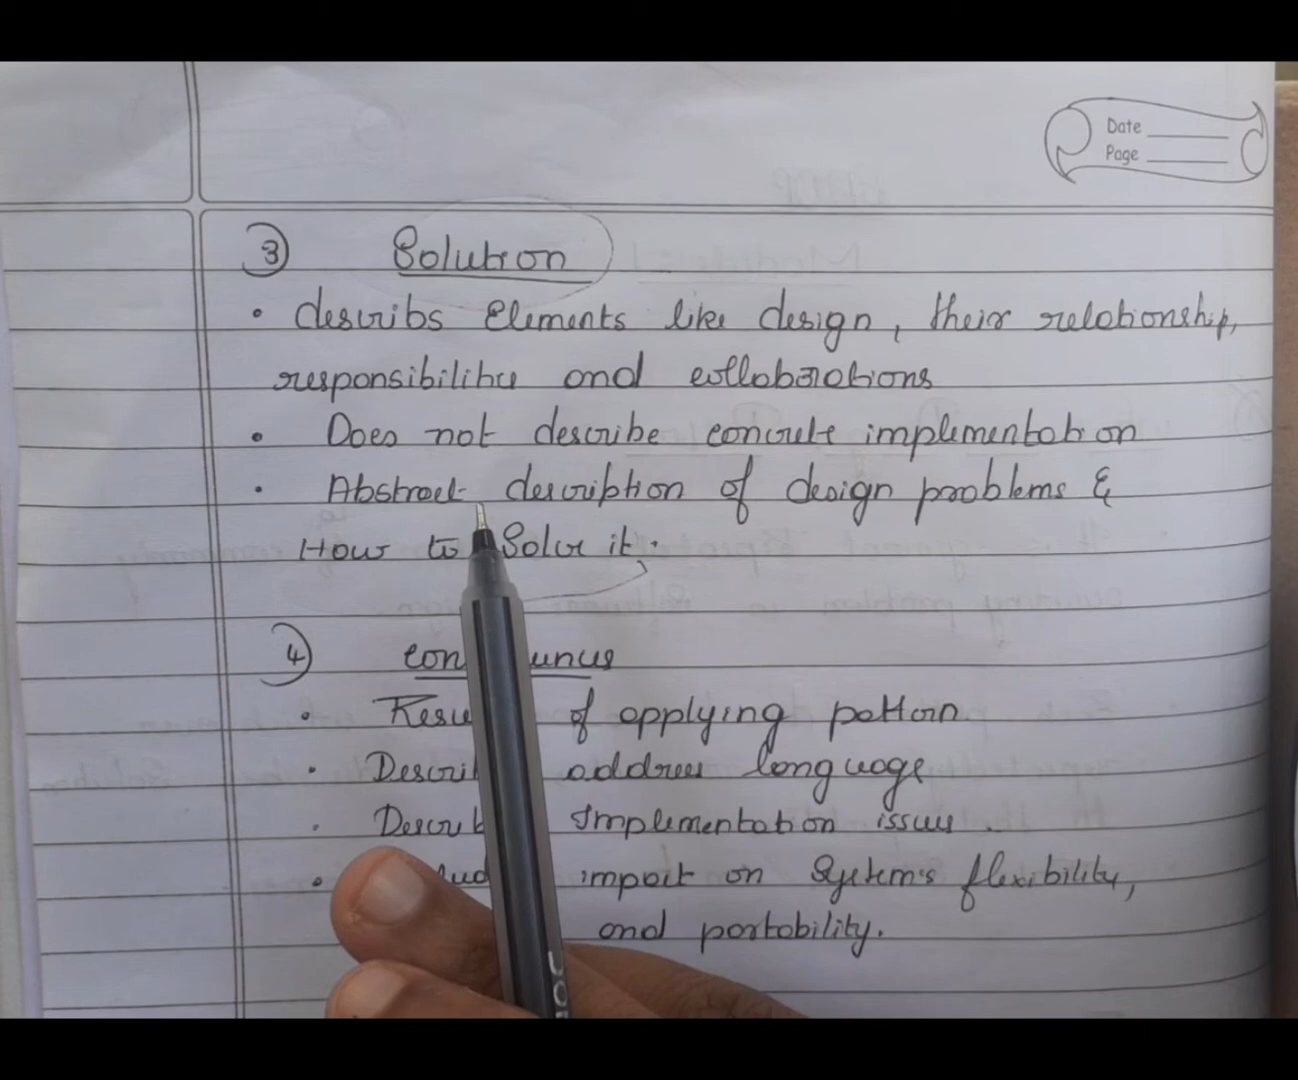 Date
Page
③ Solution
• describs Elements like design, their relationship,
responsibilitie and collaborations
• Does not describe concrete implementation
• Abstract description of design problems &
How to Solve it.
④
of applying pattern
address language
Implementation issues.
impact on System's flexibility,
and portability.